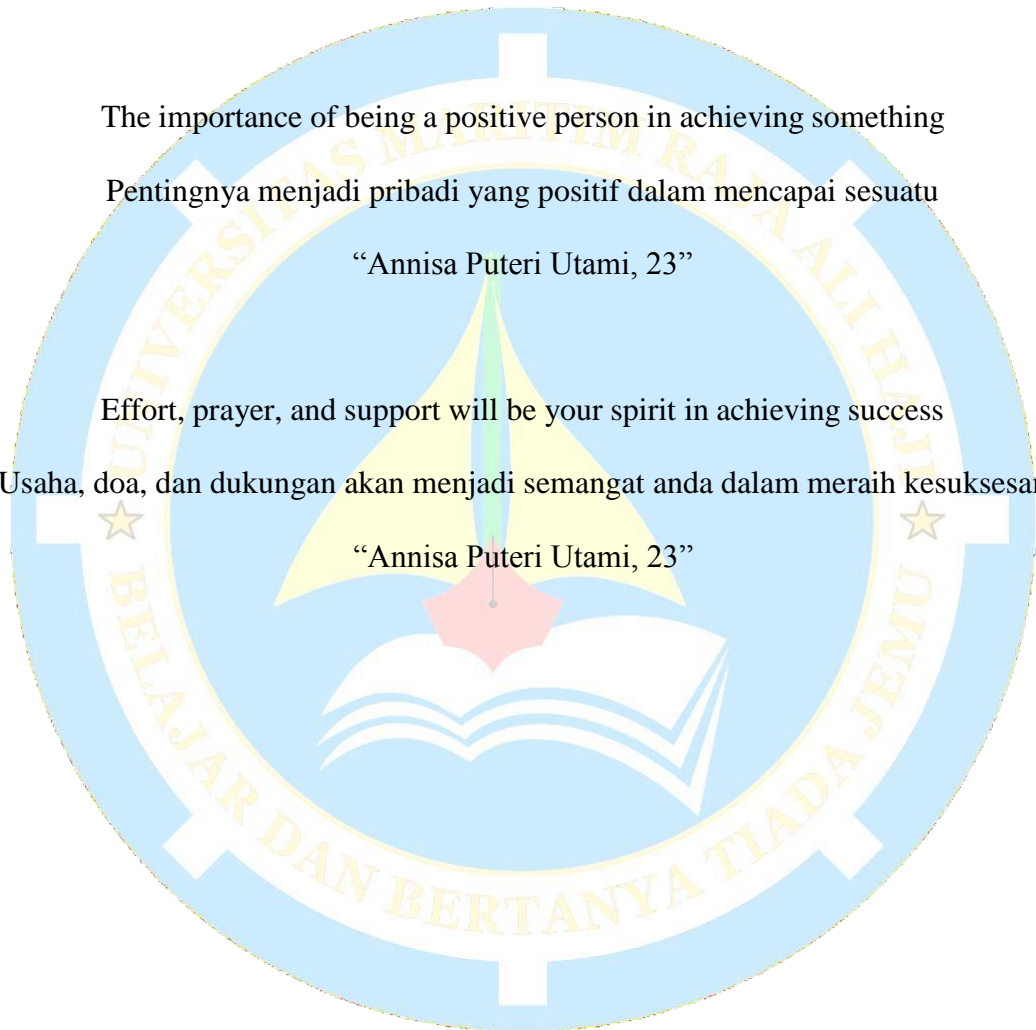 The importance of being a positive person in achieving something
Pentingnya menjadi pribadi yang positif dalam mencapai sesuatu
“Annisa Puteri Utami, 23”
Effort, prayer, and support will be your spirit in achieving success
Usaha, doa, dan dukungan akan menjadi semangat anda dalam meraih kesuksesan
“Annisa Puteri Utami, 23”
UNIVERSITAS MARITIM RAJA ALI HAJI
BELAJAR DAN BERTANYA TIADA JEMU